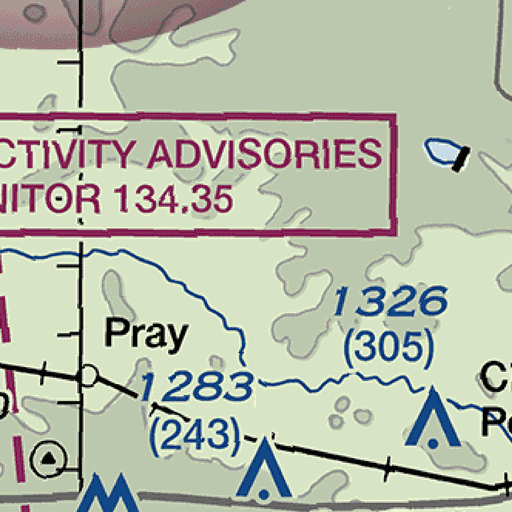 CTIVITY ADVISORIES
NITOR 134.35
1326
(305)
Pray
1283
(243)